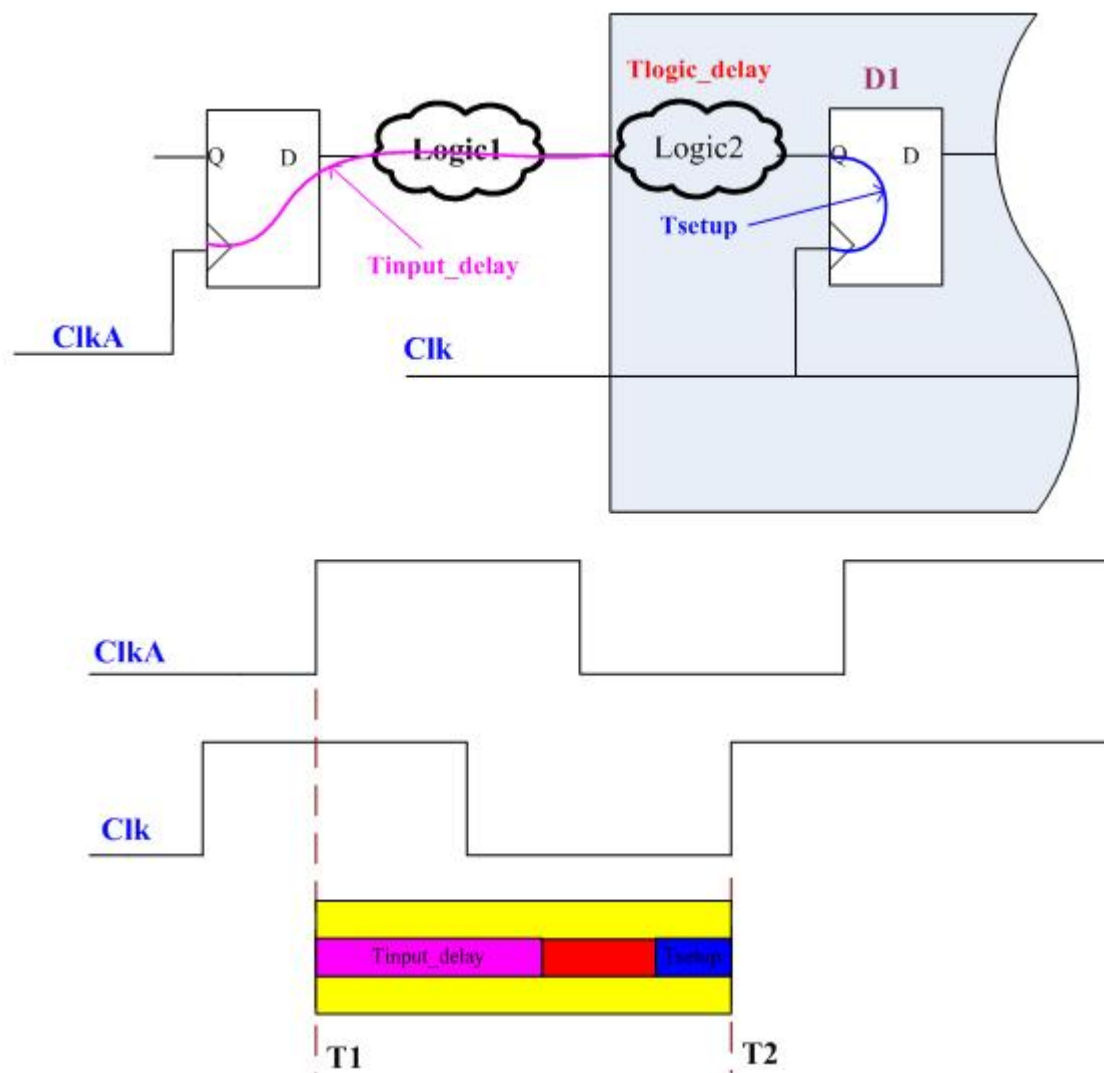 Tlogic_delay
D1
Q D
Logic1
Logic2
Q D
Tsetup
Tinput_delay
ClkA
Clk
ClkA
Clk
Tinput_delay
Tsetup
T1
T2